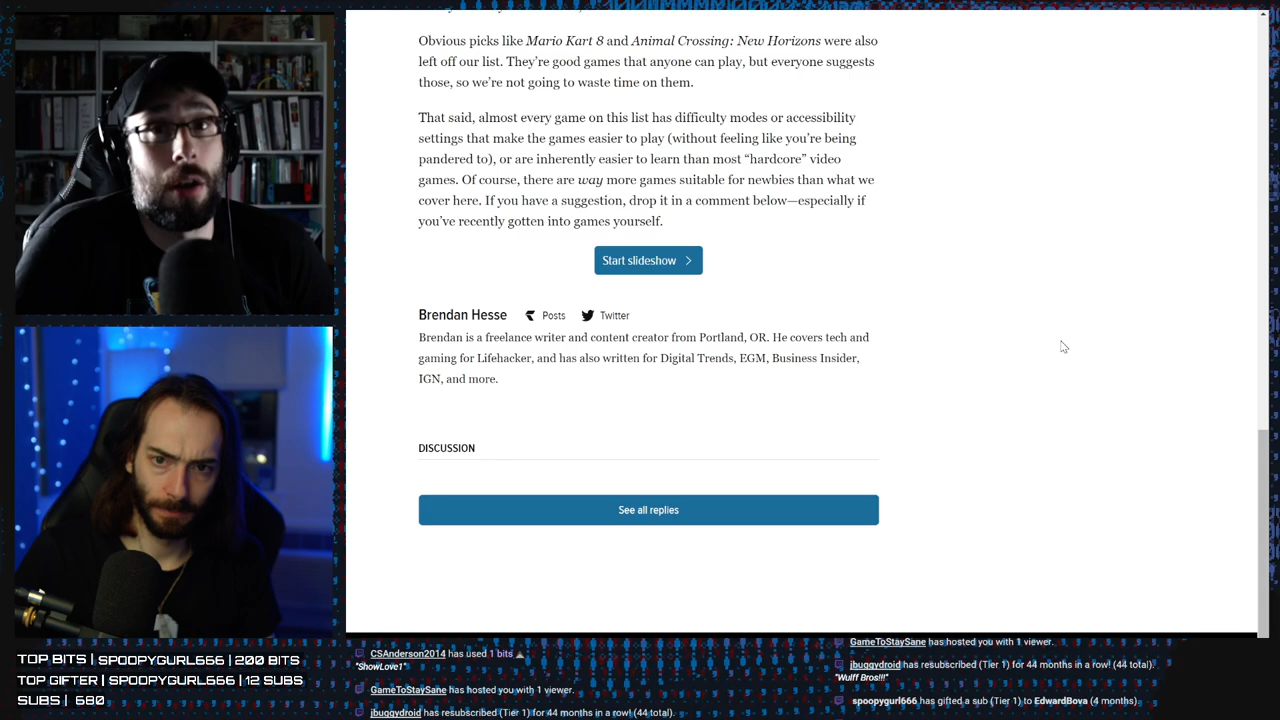 Obvious picks like Mario Kart 8 and Animal Crossing: New Horizons were also
left off our list. They’re good games that anyone can play, but everyone suggests
those, so we’re not going to waste time on them.
That said, almost every game on this list has difficulty modes or accessibility
settings that make the games easier to play (without feeling like you’re being
pandered to), or are inherently easier to learn than most “hardcore” video
games. Of course, there are way more games suitable for newbies than what we
cover here. If you have a suggestion, drop it in a comment below—especially if
you’ve recently gotten into games yourself.
Start slideshow
Brendan Hesse Posts Twitter
Brendan is a freelance writer and content creator from Portland, OR. He covers tech and
gaming for Lifehacker, and has also written for Digital Trends, EGM, Business Insider,
IGN, and more.
DISCUSSION
See all replies
TOP BITS | SPOOPYGURL666 | 200 BITS
TOP GIFTER | SPOOPYGURL666 | 12 SUBS
SUBS | 680
CSAnderson2014 has used 1 bits
"ShowLove1"
GameToStaySane has hosted you with 1 viewer.
jbuggydroid has resubscribed (Tier 1) for 44 months in a row! (44 total).
GameToStaySane has hosted you with 1 viewer.
jbuggydroid has resubscribed (Tier 1) for 44 months in a row! (44 total).
"Wulff Bros!!!"
spoopygurl666 has gifted a sub (Tier 1) to EdwardBova (4 months).